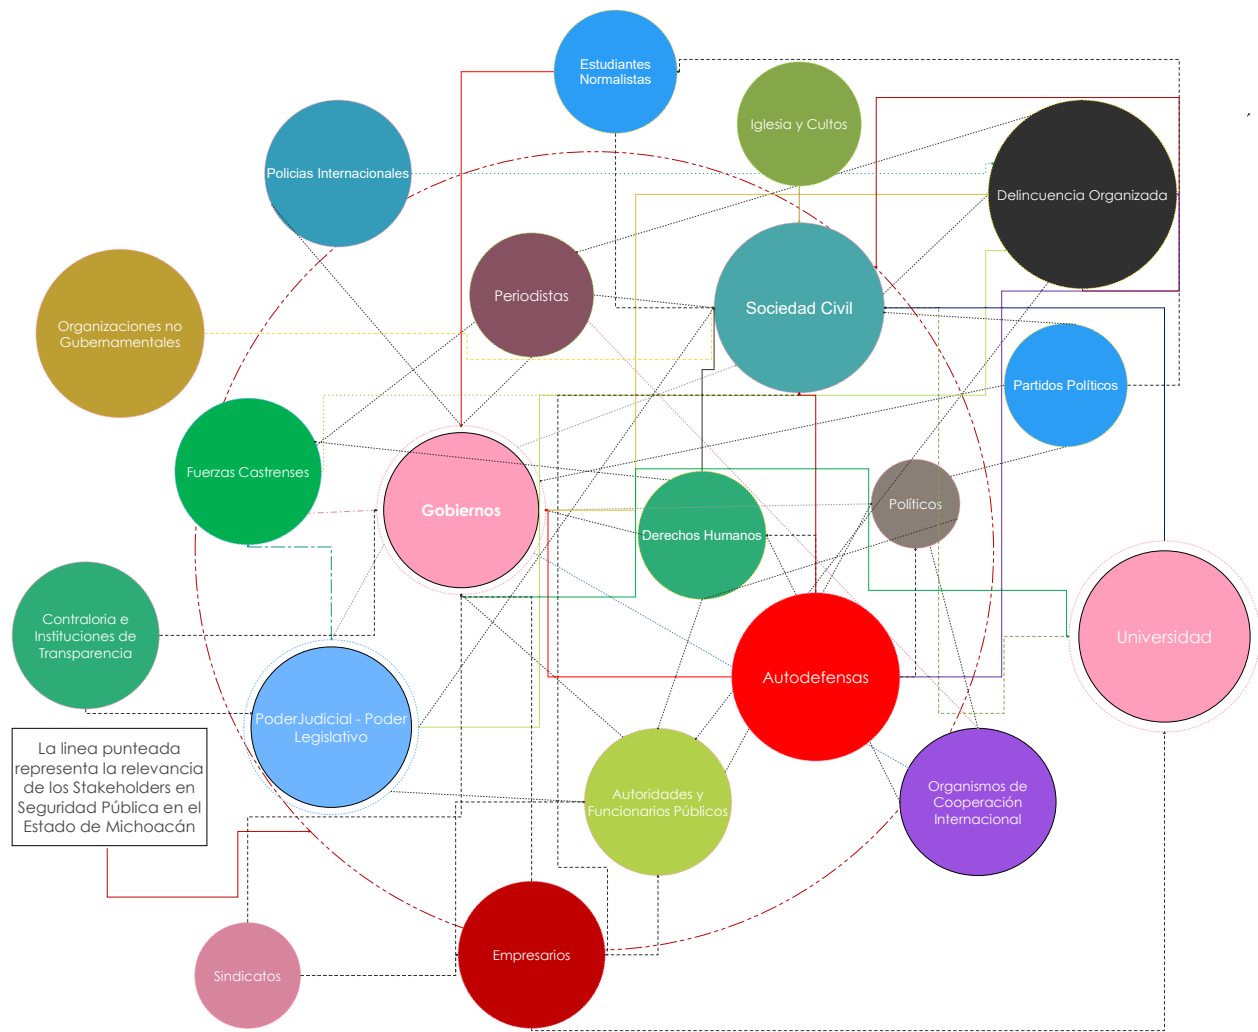 Estudiantes
Normalistas
Iglesia y Cultos
Policias Internacionales
Delincuencia Organizada
Periodistas
Sociedad Civil
Organizaciones no
Gubernamentales
Partidos Políticos
Fuerzas Castrenses
Gobiernos
Políticos
Derechos Humanos
Contraloria e
Instituciones de
Transparencia
Universidad
Autodefensas
PoderJudicial - Poder
Legislativo
La linea punteada
representa la relevancia
de los Stakeholders en
Seguridad Pública en el
Estado de Michoacán
Autoridades y
Funcionarios Públicos
Organismos de
Cooperación
Internacional
Empresarios
Sindicatos